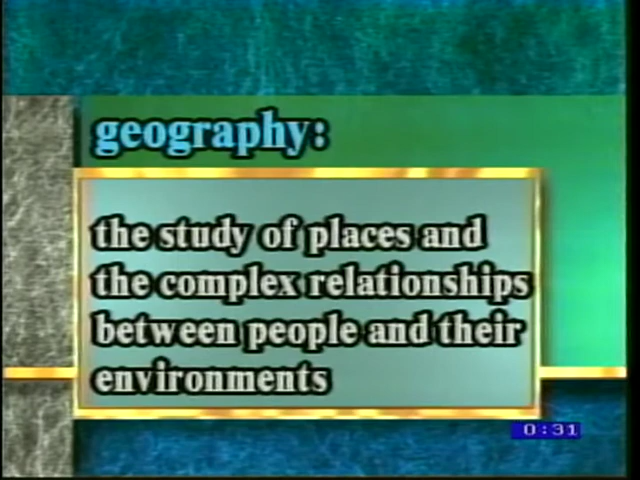 geography:
the study of places and
the complex relationships
between people and their
environments
0:31